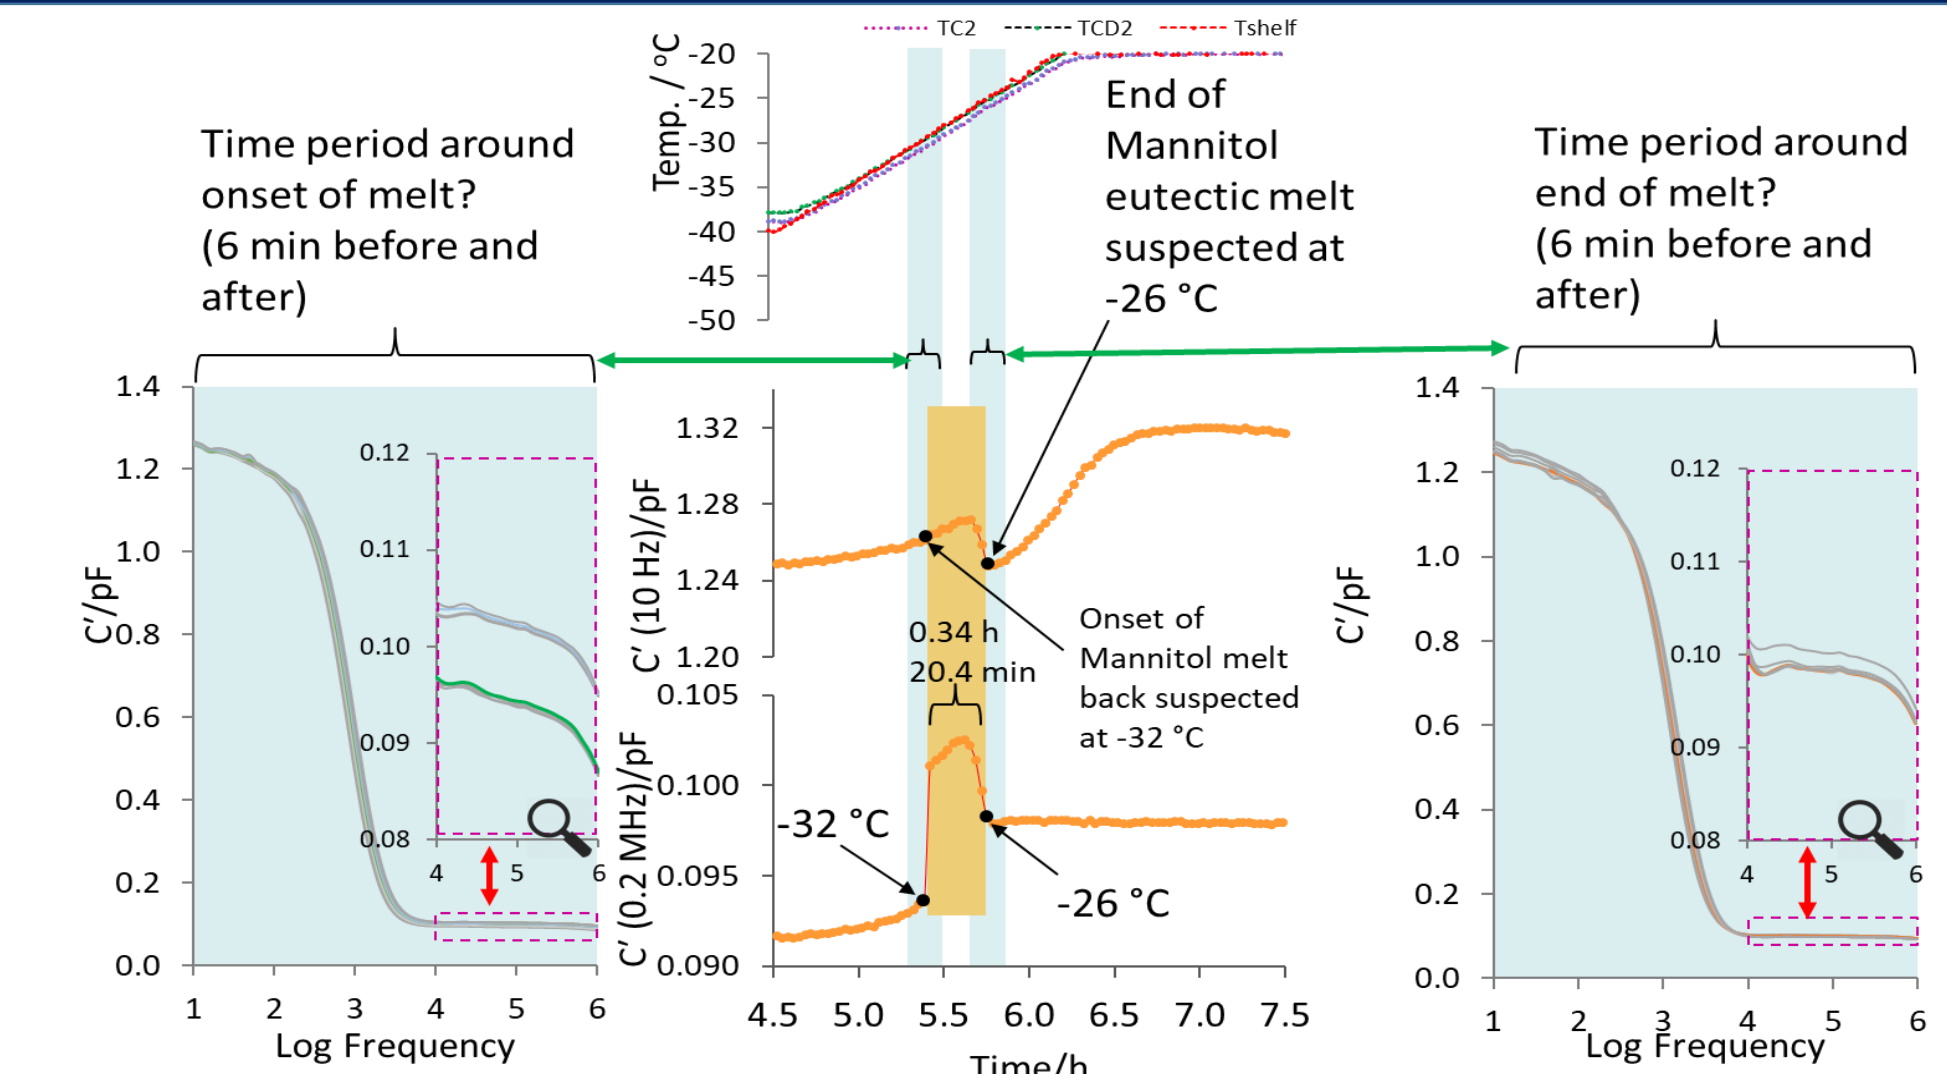 TC2 TCD2 Tshelf
Temp. / °C
-20
-25
-30
-35
-40
-45
-50
Time period around
onset of melt?
(6 min before and
after)
End of
Mannitol
eutectic melt
suspected at
-26 °C
Time period around
end of melt?
(6 min before and
after)
C′/pF
1.4
1.2
1.0
0.8
0.6
0.4
0.2
0.0
1 2 3 4 5 6
Log Frequency
0.12
0.11
0.10
0.09
0.08
4 5 6
C′ (10 Hz)/pF
1.32
1.28
1.24
1.20
0.34 h
20.4 min
Onset of
Mannitol melt
back suspected
at -32 °C
C′ (0.2 MHz)/pF
0.105
0.100
0.095
0.090
-32 °C
-26 °C
4.5 5.0 5.5 6.0 6.5 7.0 7.5
Time/h
C′/pF
1.4
1.2
1.0
0.8
0.6
0.4
0.2
0.0
1 2 3 4 5 6
Log Frequency
0.12
0.11
0.10
0.09
0.08
4 5 6